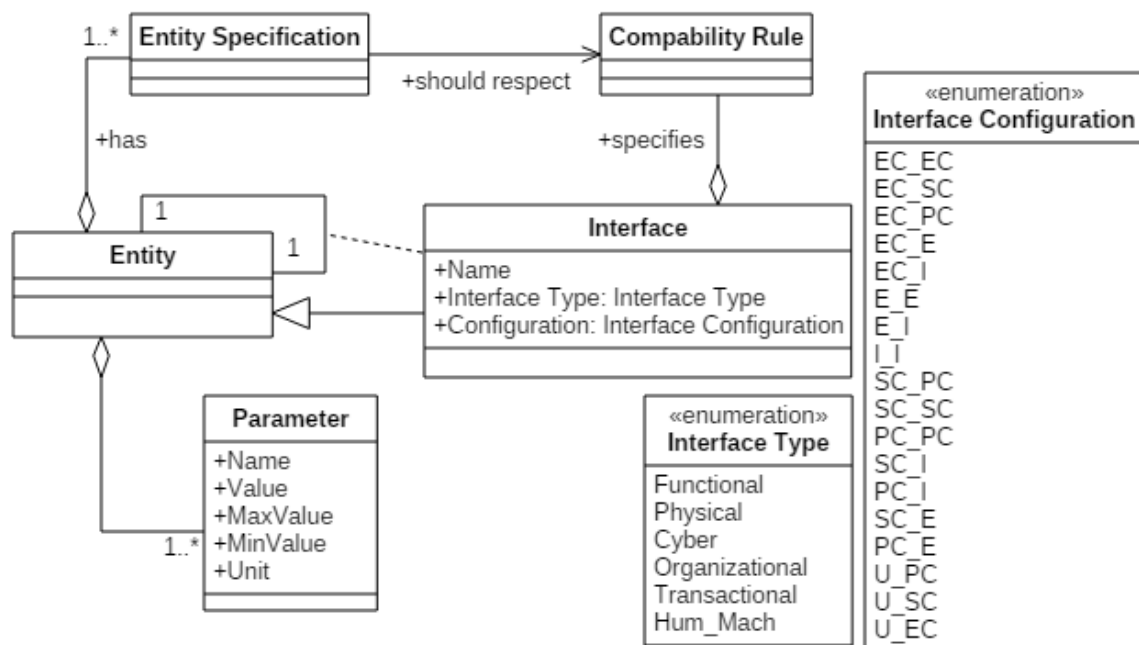 1..*
Entity Specification
+should respect
Compability Rule
+has
+specifies
1
1
Entity
Interface
+Name
+Interface Type: Interface Type
+Configuration: Interface Configuration
Parameter
+Name
+Value
+MaxValue
+MinValue
+Unit
1..*
«enumeration»
Interface Type
Functional
Physical
Cyber
Organizational
Transactional
Hum_Mach
«enumeration»
Interface Configuration
EC_EC
EC_SC
EC_PC
EC_E
EC_I
E_E
E_I
I_I
SC_PC
SC_SC
PC_PC
SC_I
PC_I
SC_E
PC_E
U_PC
U_SC
U_EC